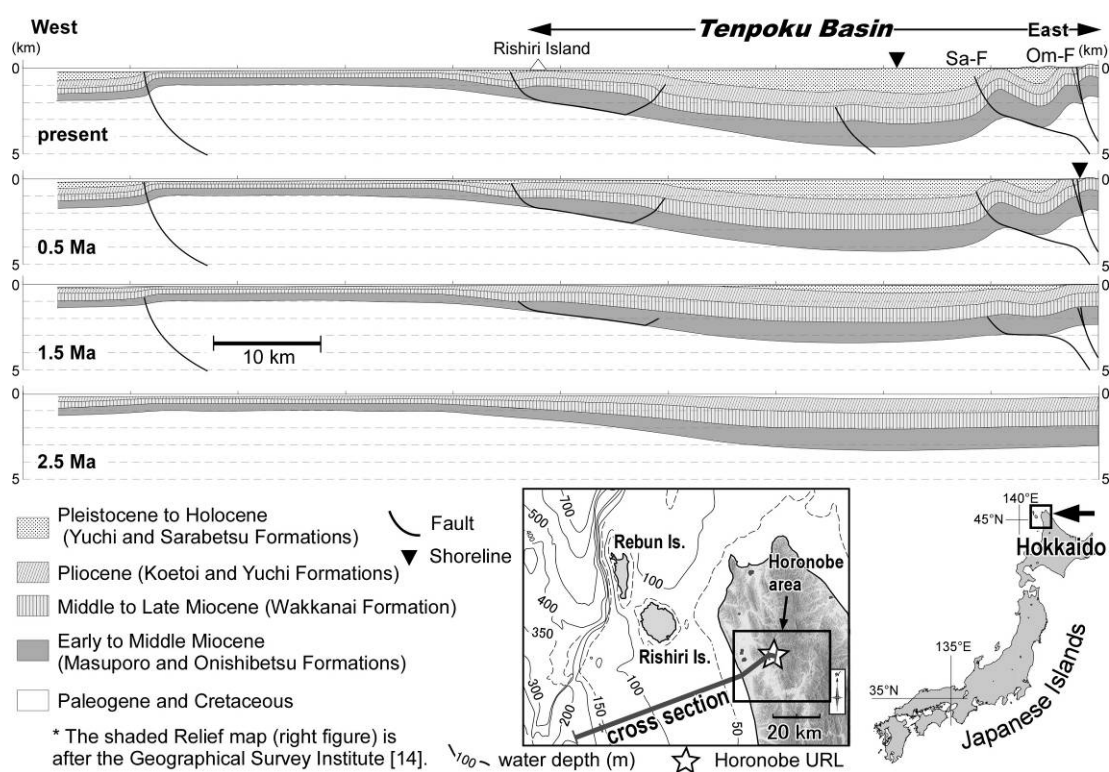 West
Tenpoku Basin
East
(km)
Rishiri Island
Sa-F
Om-F
(km)
0
0
present
5
5
0
0
0.5 Ma
5
5
0
0
10 km
1.5 Ma
5
5
0
0
2.5 Ma
5
5
Pleistocene to Holocene
(Yuchi and Sarabetsu Formations)
Pliocene (Koetoi and Yuchi Formations)
Middle to Late Miocene (Wakkanai Formation)
Early to Middle Miocene
(Masuporo and Onishibetsu Formations)
Paleogene and Cretaceous
* The shaded Relief map (right figure) is
after the Geographical Survey Institute [14].
Fault
Shoreline
100 water depth (m)
Horonobe URL
700
500
600
400
Rebun Is.
100
Horonobe
area
400
350
Rishiri Is.
300
200
150
100
50
cross section
20 km
140°E
45°N
Hokkaido
135°E
35°N
Japanese Islands